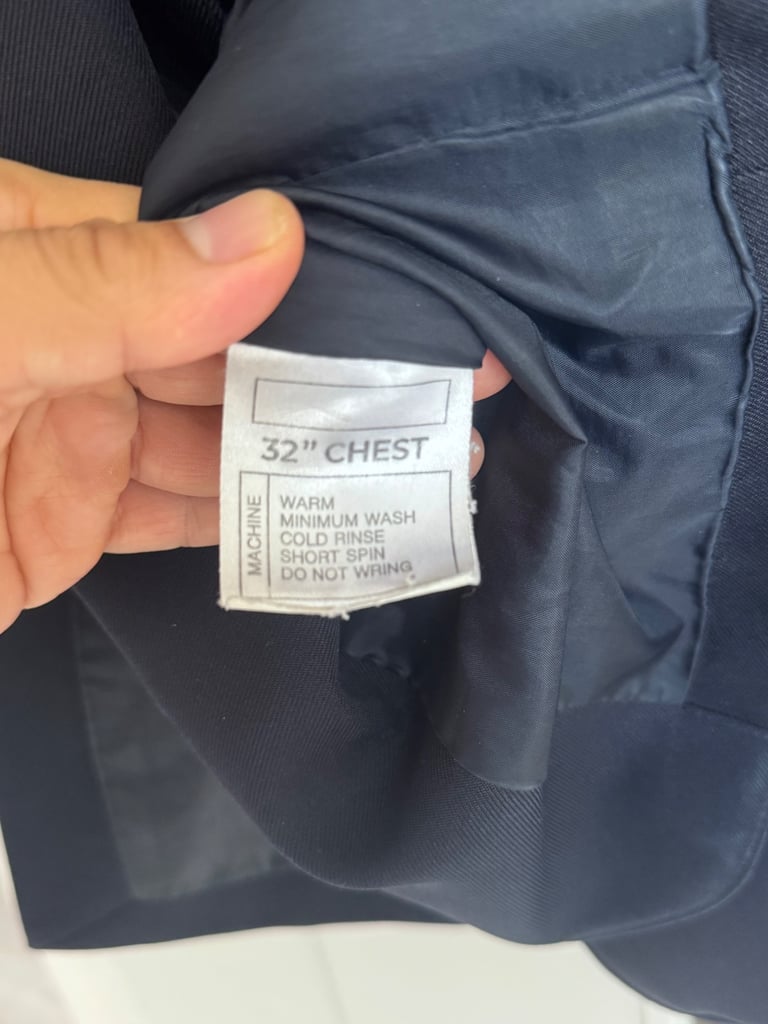 32” CHEST
MACHINE
WARM
MINIMUM WASH
COLD RINSE
SHORT SPIN
DO NOT WRING